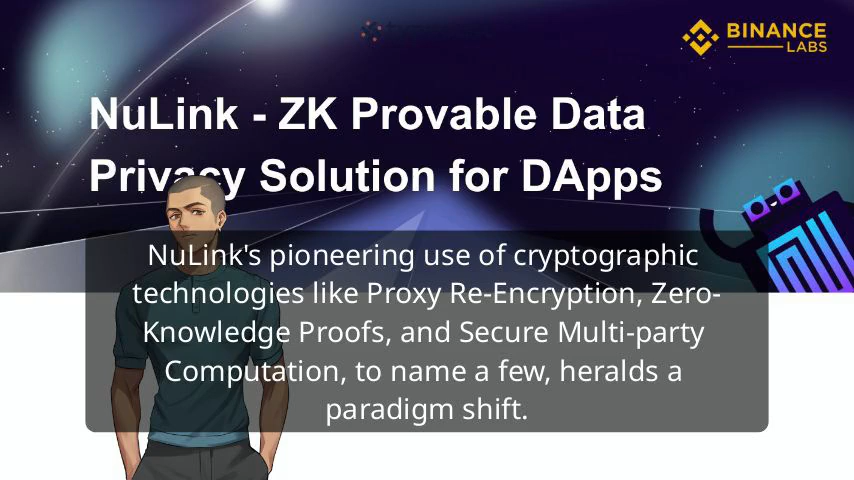 BINANCE
LABS
NuLink - ZK Provable Data
Privacy Solution for DApps
NuLink's pioneering use of cryptographic
technologies like Proxy Re-Encryption, Zero-
Knowledge Proofs, and Secure Multi-party
Computation, to name a few, heralds a
paradigm shift.